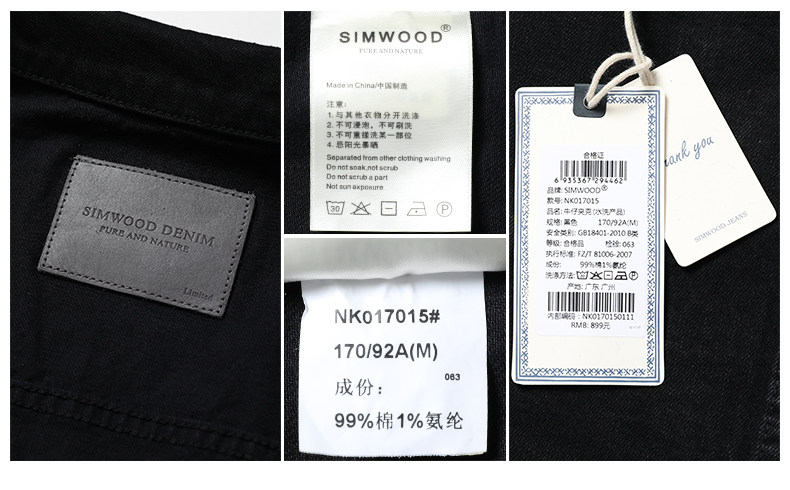 SIMWOOD DENIM
PURE AND NATURE
Limited
SIMWOOD®
PURE AND NATURE
Made in China/中国制造
注意:
1. 与其他衣物分开洗涤
2. 不可浸泡, 不可刷洗
3. 不可重揉洗某一部位
4. 忌阳光暴晒
Separated from other clothing washing
Do not soak,not scrub
Do not scrub a part
Not sun exposure
30
P
NK017015#
170/92A(M)
063
成份:
99%棉1%氨纶
合格证
6 935367 294462
品牌: SIMWOOD®
款号: NK017015
品名: 牛仔夹克(水洗产品)
规格: 黑色 170/92A(M)
安全类别: GB18401-2010 B类
等级: 合格品 检验: 063
执行标准: FZ/T 81006-2007
成份: 99%棉1%氨纶
洗涤方法:
产地: 广东 广州
内部编码: NK0170150111
RMB: 899元
hank you
SIMWOOD JEANS